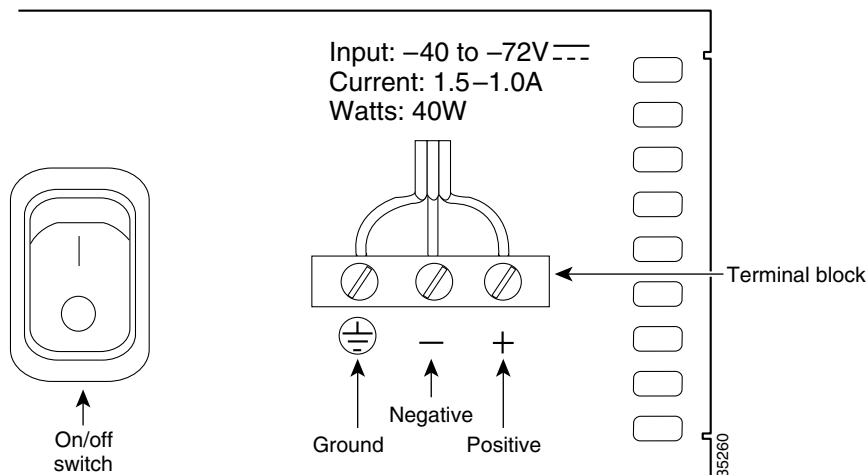 Input: –40 to –72V
Current: 1.5–1.0A
Watts: 40W
Terminal block
Negative
Ground
Positive
On/off
switch